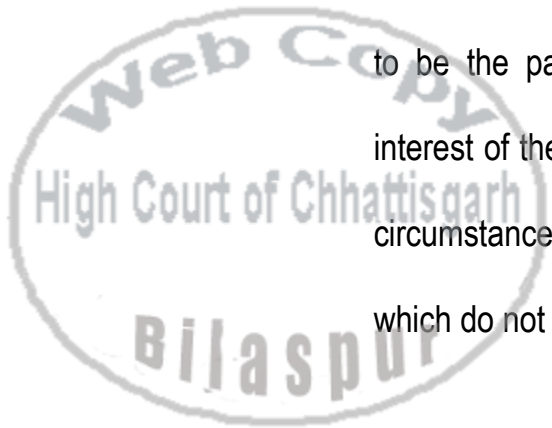 Web Copy
High Court of Chhattisgarh
Bilaspur
to be the pa
interest of the
circumstance
which do not